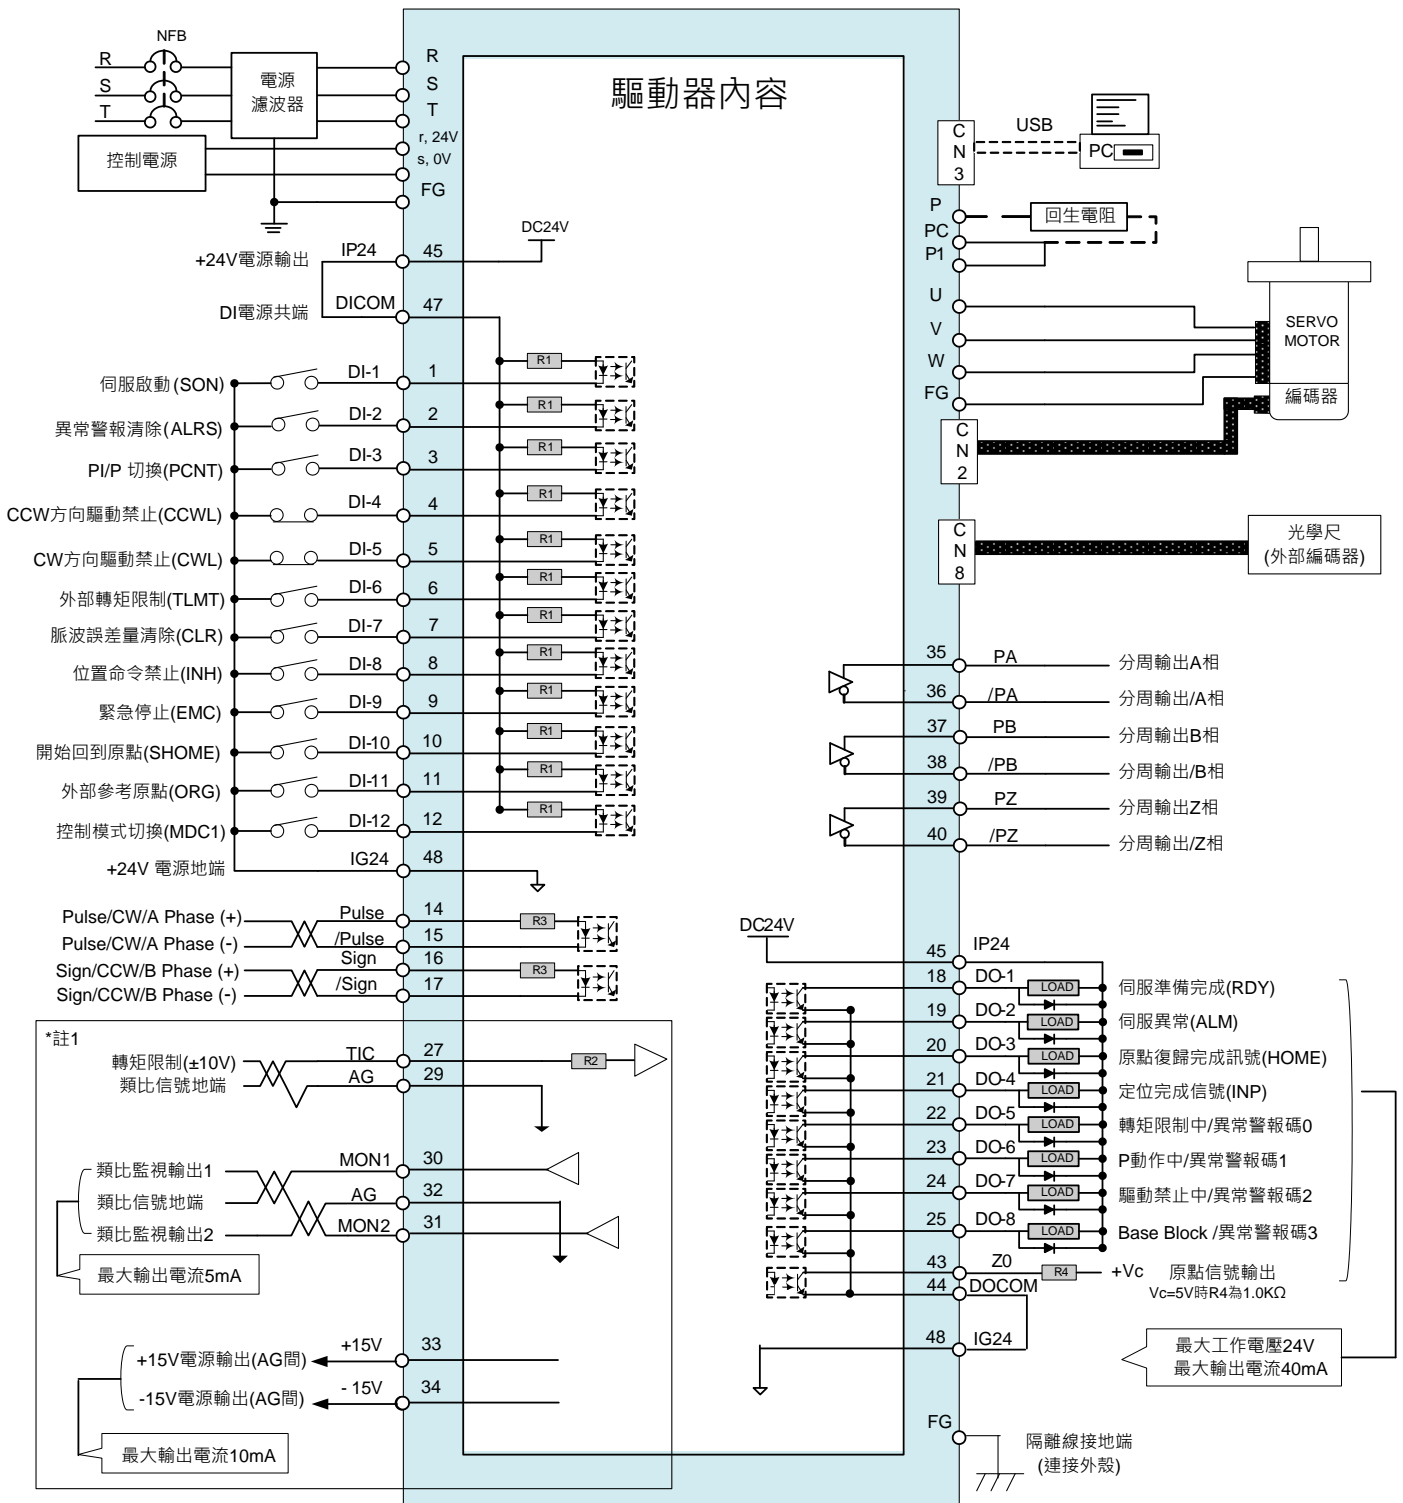 驅動器內容
NFB
R
S
T
電源
濾波器
控制電源
R
S
T
r, 24V
s, 0V
FG
DC24V
+24V電源輸出 IP24 45
DI電源共端 DICOM 47
R1
伺服啟動(SON) DI-1 1
R1
異常警報清除(ALRS) DI-2 2
R1
PI/P 切換(PCNT) DI-3 3
R1
CCW方向驅動禁止(CCWL) DI-4 4
R1
CW方向驅動禁止(CWL) DI-5 5
R1
外部轉矩限制(TLMT) DI-6 6
R1
脈波誤差量清除(CLR) DI-7 7
R1
位置命令禁止(INH) DI-8 8
R1
緊急停止(EMC) DI-9 9
R1
開始回到原點(SHOME) DI-10 10
R1
外部參考原點(ORG) DI-11 11
R1
控制模式切換(MDC1) DI-12 12
+24V 電源地端 IG24 48
Pulse/CW/A Phase (+) Pulse 14 R3
Pulse/CW/A Phase (-) /Pulse 15
Sign/CCW/B Phase (+) Sign 16 R3
Sign/CCW/B Phase (-) /Sign 17
*註1
轉矩限制(±10V) TIC 27 R2
類比信號地端 AG 29
類比監視輸出1 MON1 30
類比信號地端 AG 32
類比監視輸出2 MON2 31
最大輸出電流5mA
+15V電源輸出(AG間) +15V 33
-15V電源輸出(AG間) - 15V 34
最大輸出電流10mA
C
N
3
USB
PC
P
PC
P1
回生電阻
U
V
W
FG
SERVO
MOTOR
編碼器
C
N
2
C
N
8
光學尺
(外部編碼器)
35 PA 分周輸出A相
36 /PA 分周輸出/A相
37 PB 分周輸出B相
38 /PB 分周輸出/B相
39 PZ 分周輸出Z相
40 /PZ 分周輸出/Z相
DC24V
45 IP24
18 DO-1 LOAD 伺服準備完成(RDY)
19 DO-2 LOAD 伺服異常(ALM)
20 DO-3 LOAD 原點復歸完成訊號(HOME)
21 DO-4 LOAD 定位完成信號(INP)
22 DO-5 LOAD 轉矩限制中/異常警報碼0
23 DO-6 LOAD P動作中/異常警報碼1
24 DO-7 LOAD 驅動禁止中/異常警報碼2
25 DO-8 LOAD Base Block /異常警報碼3
43 Z0 R4 +Vc 原點信號輸出
Vc=5V時R4為1.0KΩ
44 DOCOM
48 IG24
最大工作電壓24V
最大輸出電流40mA
FG
隔離線接地端
(連接外殼)